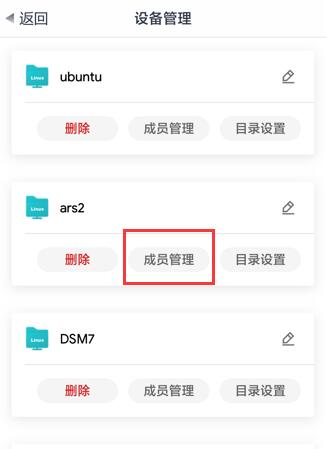 返回 设备管理
Linux ubuntu
删除 成员管理 目录设置
Linux ars2
删除 成员管理 目录设置
Linux DSM7
删除 成员管理 目录设置